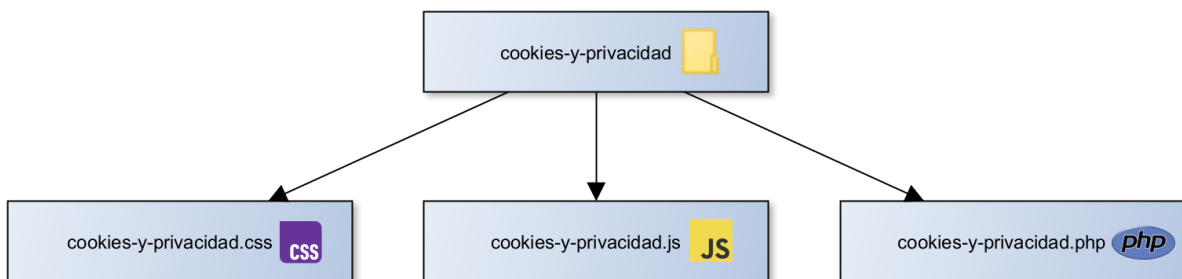 cookies-y-privacidad
cookies-y-privacidad.css CSS
cookies-y-privacidad.js JS
cookies-y-privacidad.php php